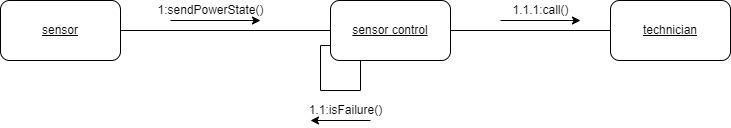 1:sendPowerState()
1.1.1:call()
sensor
sensor control
technician
1.1:isFailure()